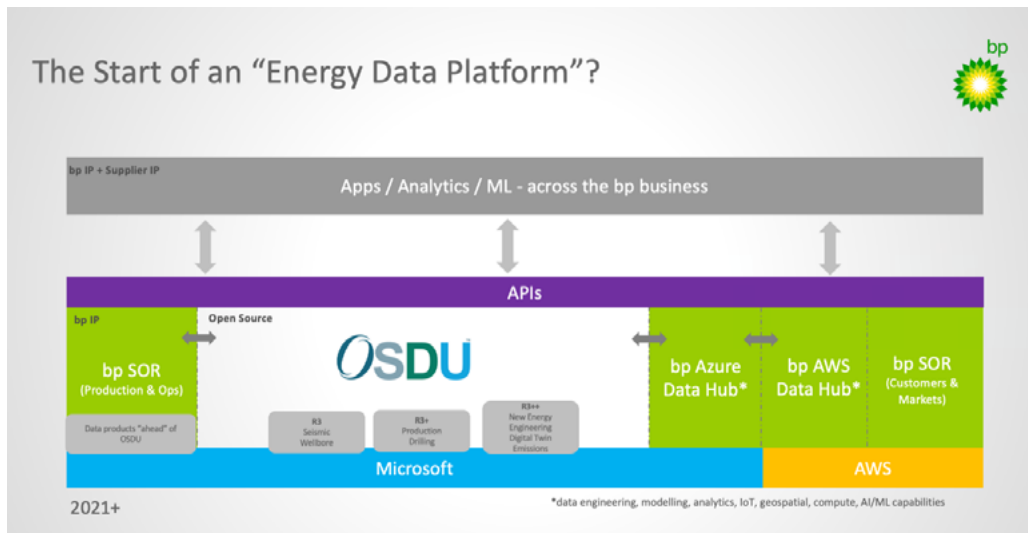 bp
The Start of an “Energy Data Platform”?
bp IP + Supplier IP
Apps / Analytics / ML - across the bp business
APIs
bp IP
Open Source
bp SOR
(Production & Ops)
Data products "ahead" of
OSDU
OSDU
R3
Seismic
Wellbore
R3+
Production
Drilling
R3++
New Energy
Engineering
Digital Twin
Emissions
bp Azure
Data Hub*
bp AWS
Data Hub*
bp SOR
(Customers &
Markets)
Microsoft
AWS
2021+
*data engineering, modelling, analytics, IoT, geospatial, compute, AI/ML capabilities